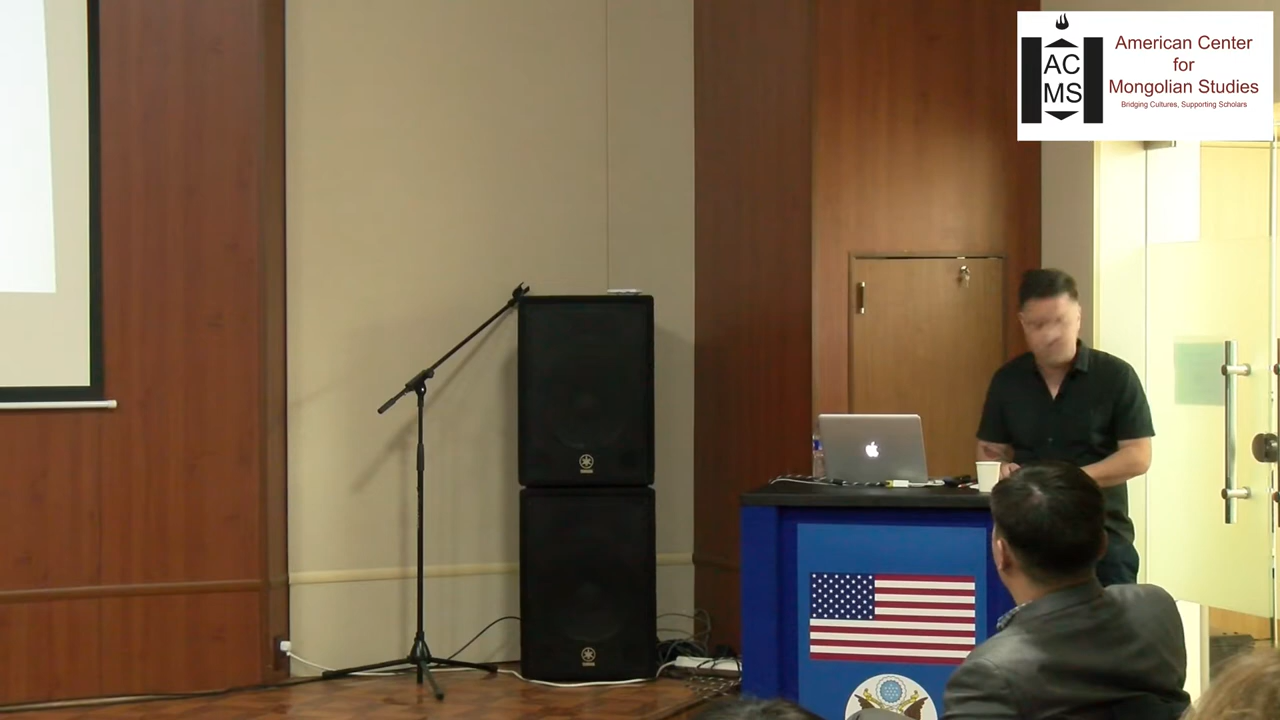 AC
MS
American Center
for
Mongolian Studies
Bridging Cultures, Supporting Scholars